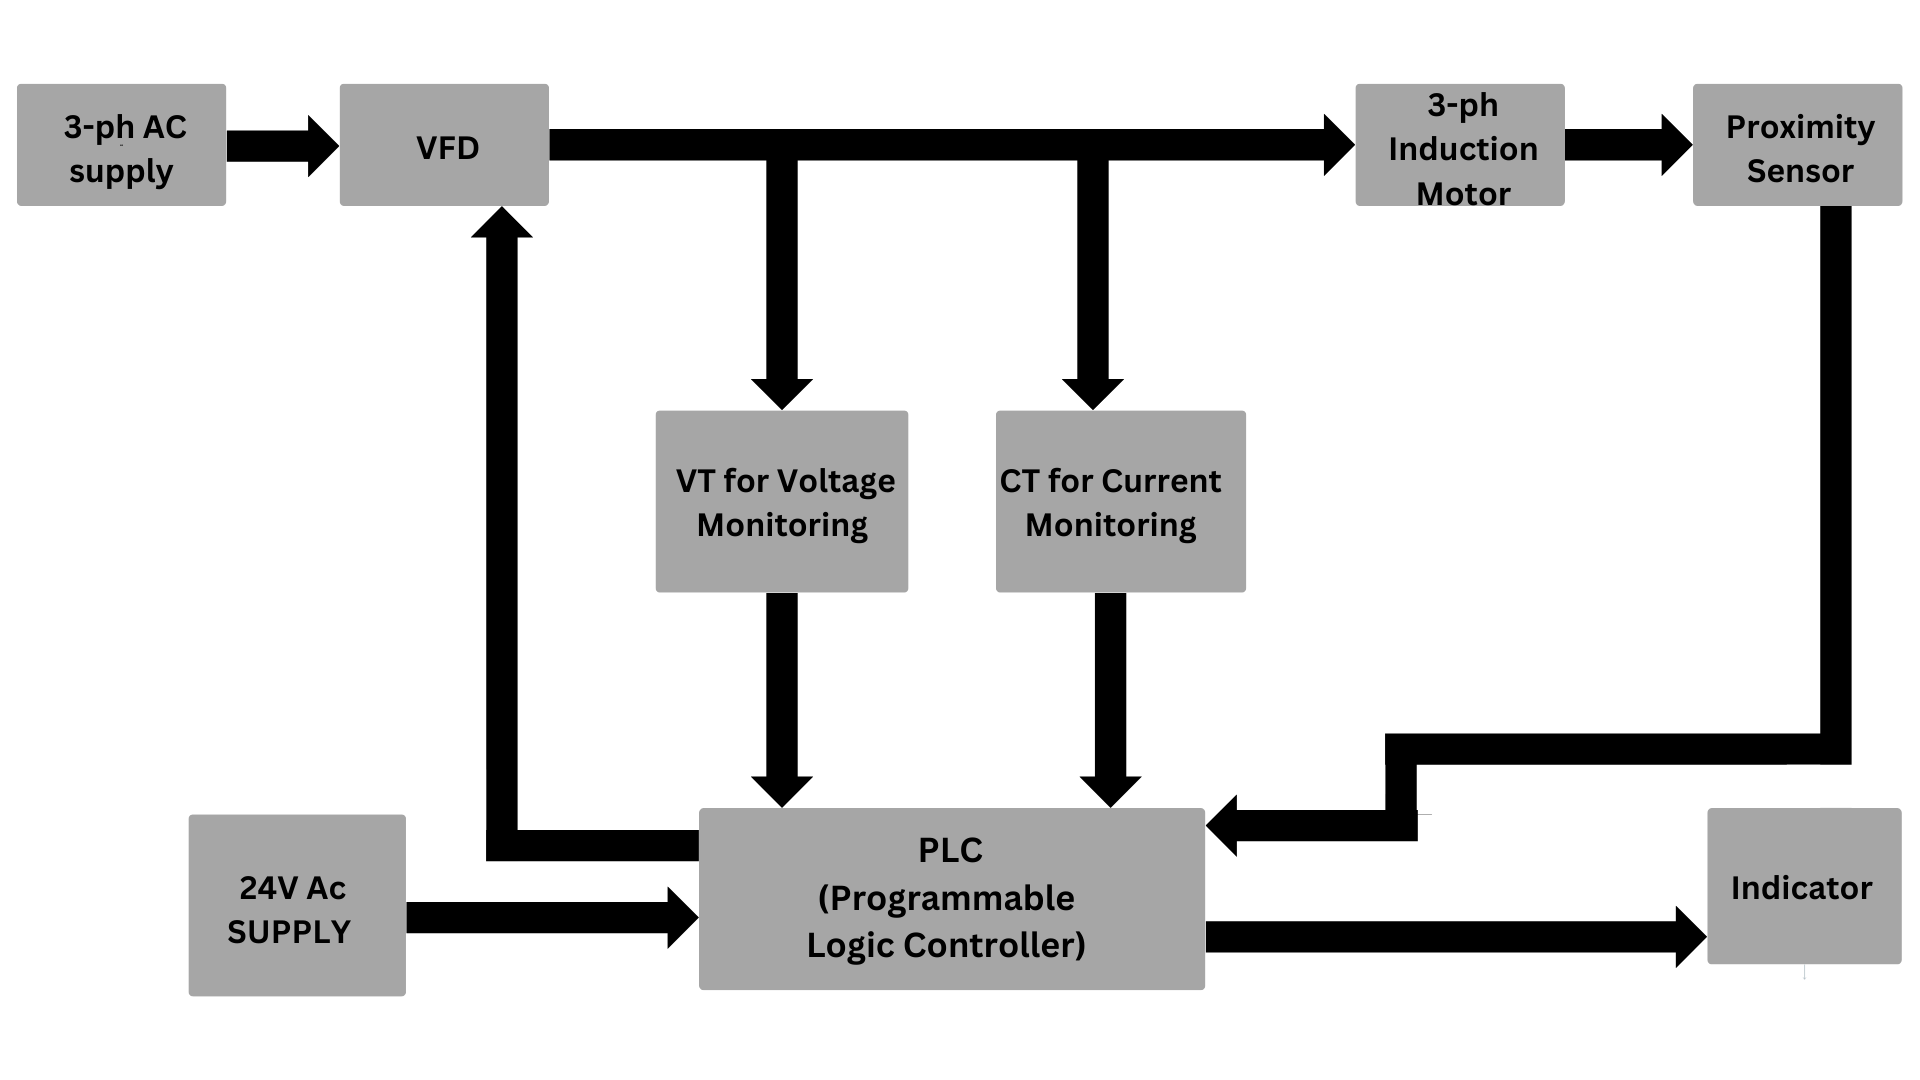 3-ph AC
supply
VFD
3-ph
Induction
Motor
Proximity
Sensor
VT for Voltage
Monitoring
CT for Current
Monitoring
24V Ac
SUPPLY
PLC
(Programmable
Logic Controller)
Indicator